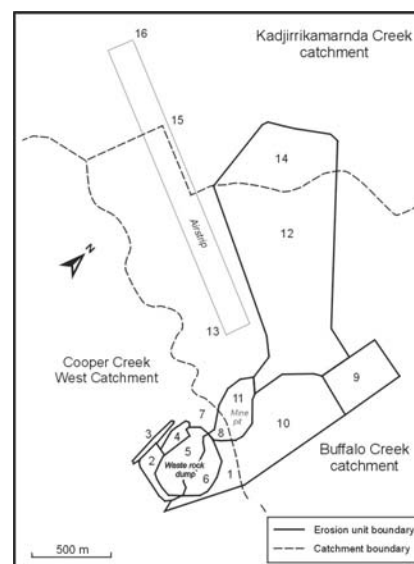 16
Kadjirrikamarnda Creek
catchment
15
14
12
Airstrip
N
13
Cooper Creek
West Catchment
11
Mine
pit
9
7
10
3
4
8
5
Buffalo Creek
catchment
2
Waste rock
dump
6
1
Erosion unit boundary
Catchment boundary
500 m